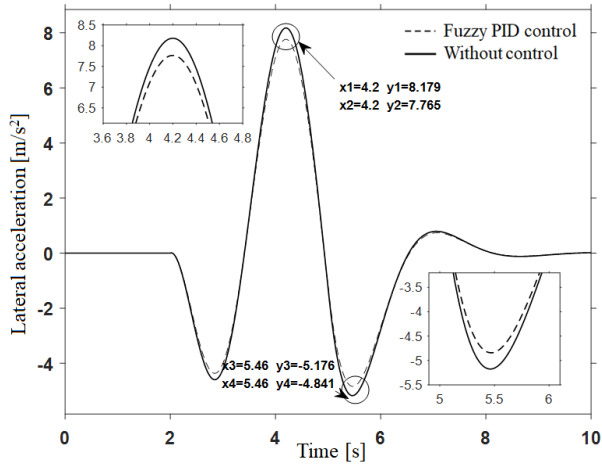 8.5
8
7.5
7
6.5
3.6 3.8 4 4.2 4.4 4.6 4.8
Fuzzy PID control
Without control
x1=4.2 y1=8.179
x2=4.2 y2=7.765
Lateral acceleration [m/s²]
8
6
4
2
0
-2
-4
x3=5.46 y3=-5.176
x4=5.46 y4=-4.841
-3.5
-4
-4.5
-5
-5.5
5 5.5 6
0 2 4 6 8 10
Time [s]